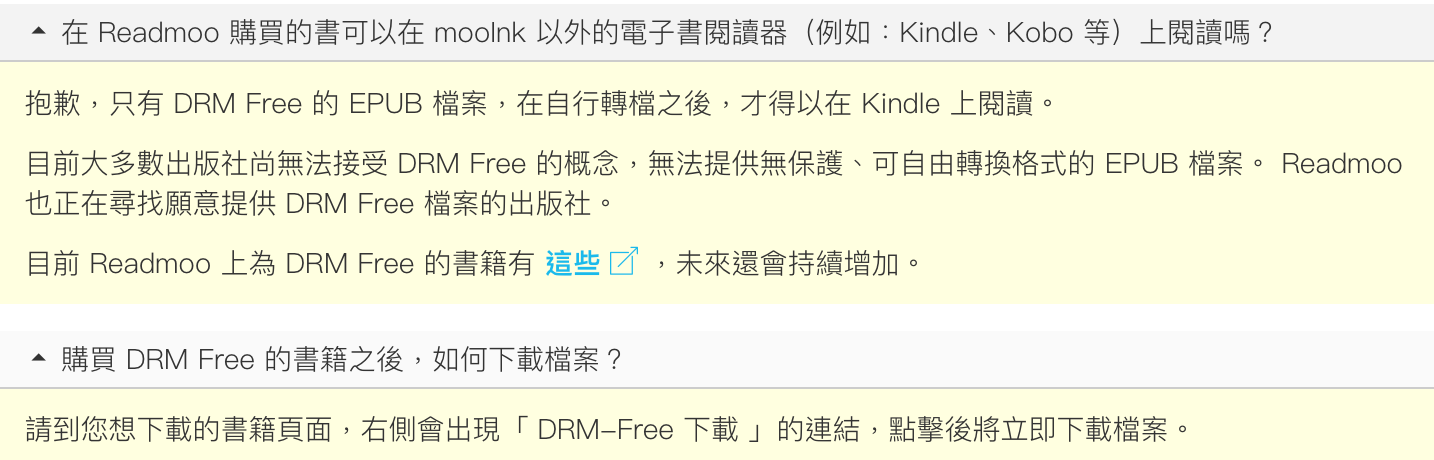 在 Readmoo 購買的書可以在 mooInk 以外的電子書閱讀器（例如：Kindle、Kobo 等）上閱讀嗎？
抱歉，只有 DRM Free 的 EPUB 檔案，在自行轉檔之後，才得以在 Kindle 上閱讀。
目前大多數出版社尚無法接受 DRM Free 的概念，無法提供無保護、可自由轉換格式的 EPUB 檔案。 Readmoo
也正在尋找願意提供 DRM Free 檔案的出版社。
目前 Readmoo 上為 DRM Free 的書籍有 這些 ，未來還會持續增加。
購買 DRM Free 的書籍之後，如何下載檔案？
請到您想下載的書籍頁面，右側會出現「 DRM-Free 下載 」的連結，點擊後將立即下載檔案。